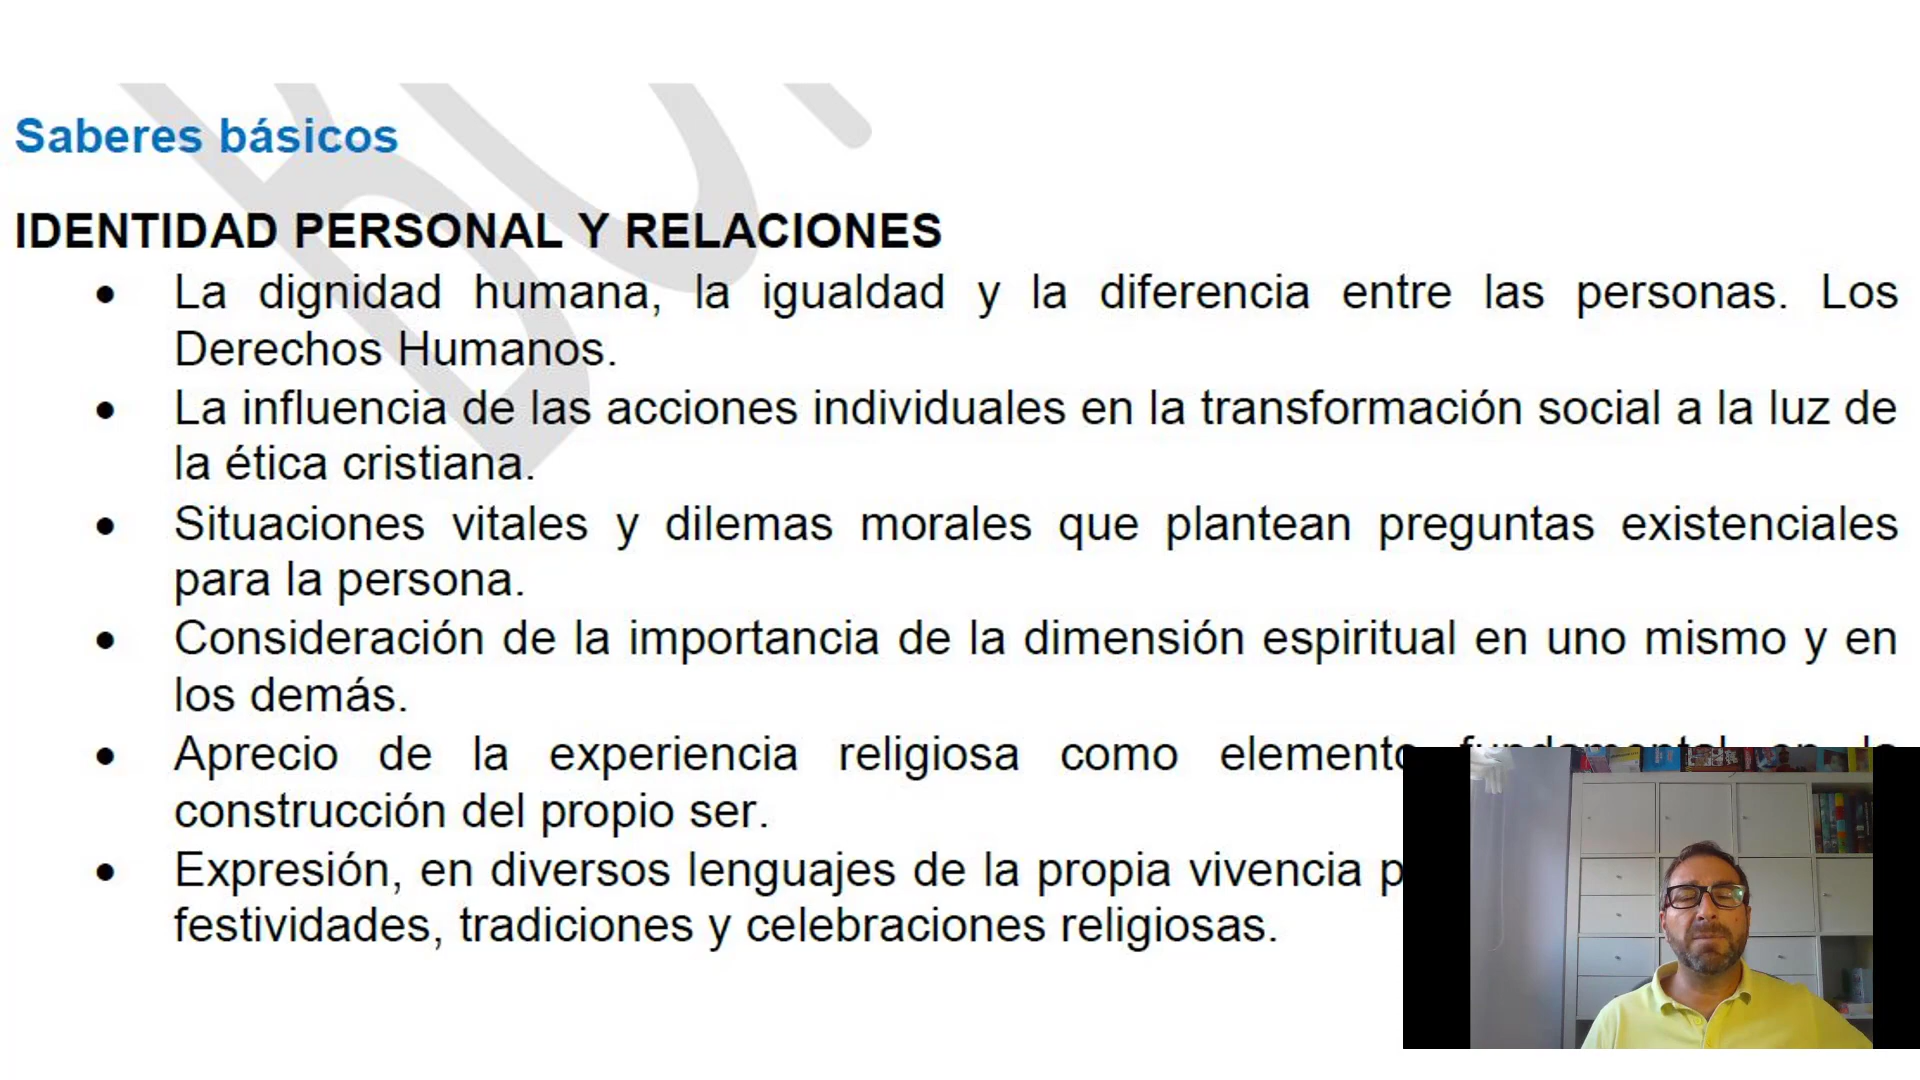 Saberes básicos
IDENTIDAD PERSONAL Y RELACIONES
• La dignidad humana, la igualdad y la diferencia entre las personas. Los
Derechos Humanos.
• La influencia de las acciones individuales en la transformación social a la luz de
la ética cristiana.
• Situaciones vitales y dilemas morales que plantean preguntas existenciales
para la persona.
• Consideración de la importancia de la dimensión espiritual en uno mismo y en
los demás.
• Aprecio de la experiencia religiosa como elemento fundamental en la
construcción del propio ser.
• Expresión, en diversos lenguajes de la propia vivencia
festividades, tradiciones y celebraciones religiosas.